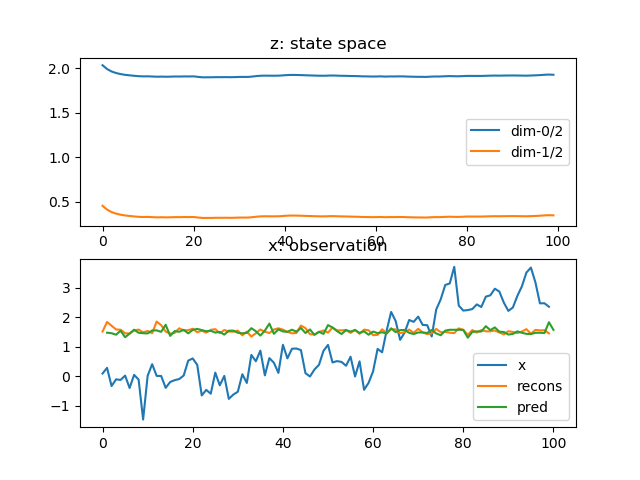 z: state space
2.0
1.5
1.0
0.5
dim-0/2
dim-1/2
0 20 40 60 80 100
x: observation
3
2
1
0
−1
x
recons
pred
0 20 40 60 80 100